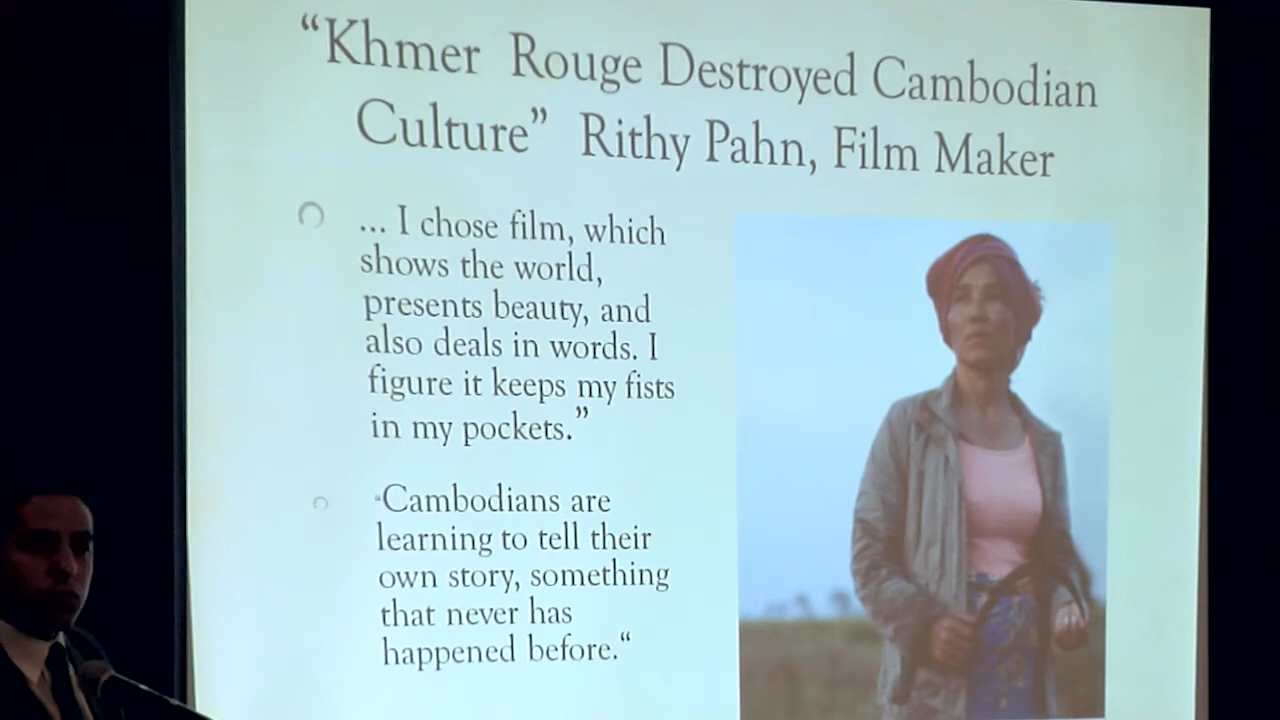 “Khmer Rouge Destroyed Cambodian
Culture” Rithy Pahn, Film Maker
... I chose film, which
shows the world,
presents beauty, and
also deals in words. I
figure it keeps my fists
in my pockets.”
“Cambodians are
learning to tell their
own story, something
that never has
happened before.“